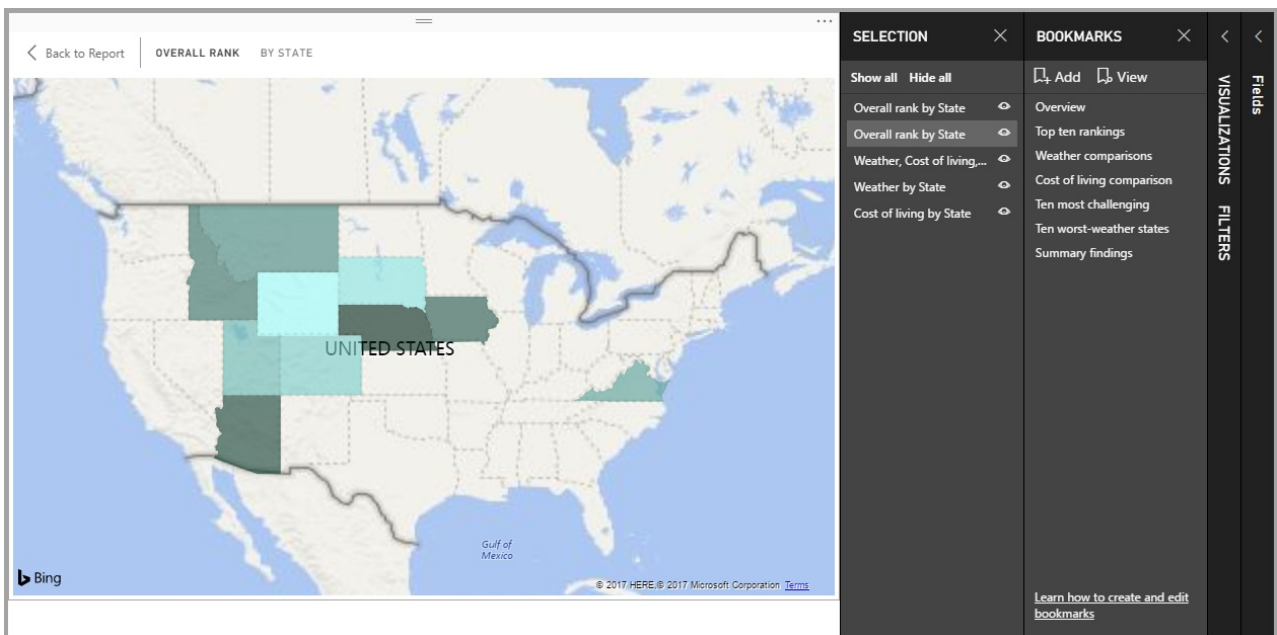 Back to Report
OVERALL RANK BY STATE
UNITED STATES
Gulf of
Mexico
Bing
© 2017 HERE,© 2017 Microsoft Corporation Terms
SELECTION
Show all Hide all
Overall rank by State
Overall rank by State
Weather, Cost of living,...
Weather by State
Cost of living by State
BOOKMARKS
Add View
Overview
Top ten rankings
Weather comparisons
Cost of living comparison
Ten most challenging
Ten worst-weather states
Summary findings
Learn how to create and edit
bookmarks
VISUALIZATIONS FILTERS
Fields